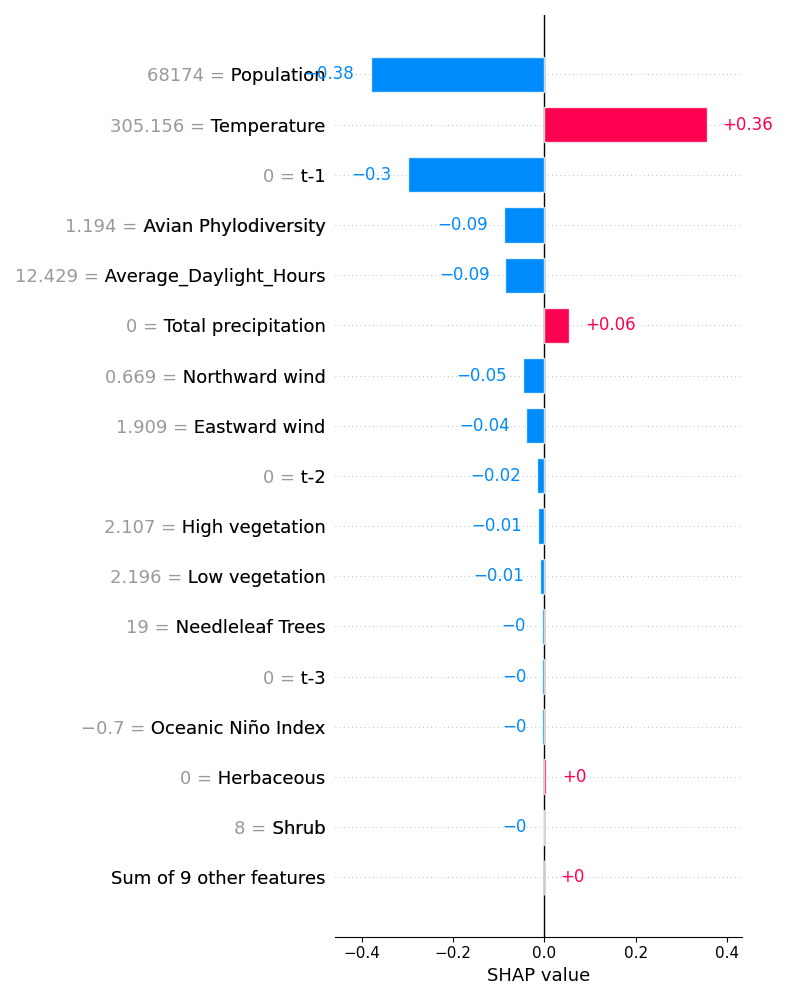 68174 = Population −0.38
305.156 = Temperature +0.36
0 = t-1 −0.3
1.194 = Avian Phylodiversity −0.09
12.429 = Average_Daylight_Hours −0.09
0 = Total precipitation +0.06
0.669 = Northward wind −0.05
1.909 = Eastward wind −0.04
0 = t-2 −0.02
2.107 = High vegetation −0.01
2.196 = Low vegetation −0.01
19 = Needleleaf Trees −0
0 = t-3 −0
−0.7 = Oceanic Niño Index −0
0 = Herbaceous +0
8 = Shrub −0
Sum of 9 other features +0
−0.4 −0.2 0.0 0.2 0.4
SHAP value